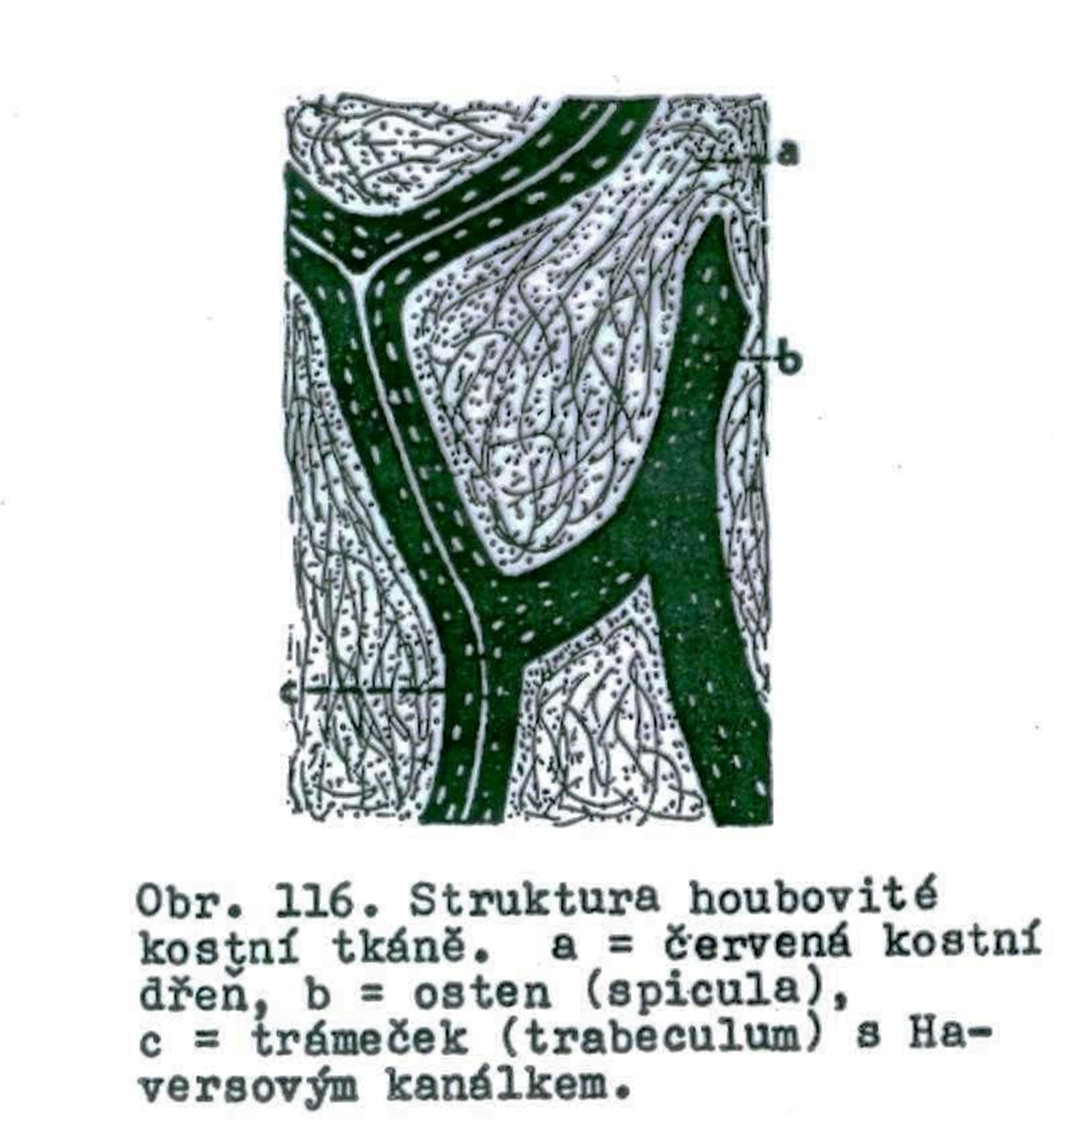 a
b
c
Obr. 116. Struktura houbovité
kostní tkáně. a = červená kostní
dřeň, b = osten (spicula),
c = trámeček (trabeculum) s Ha-
versovým kanálkem.